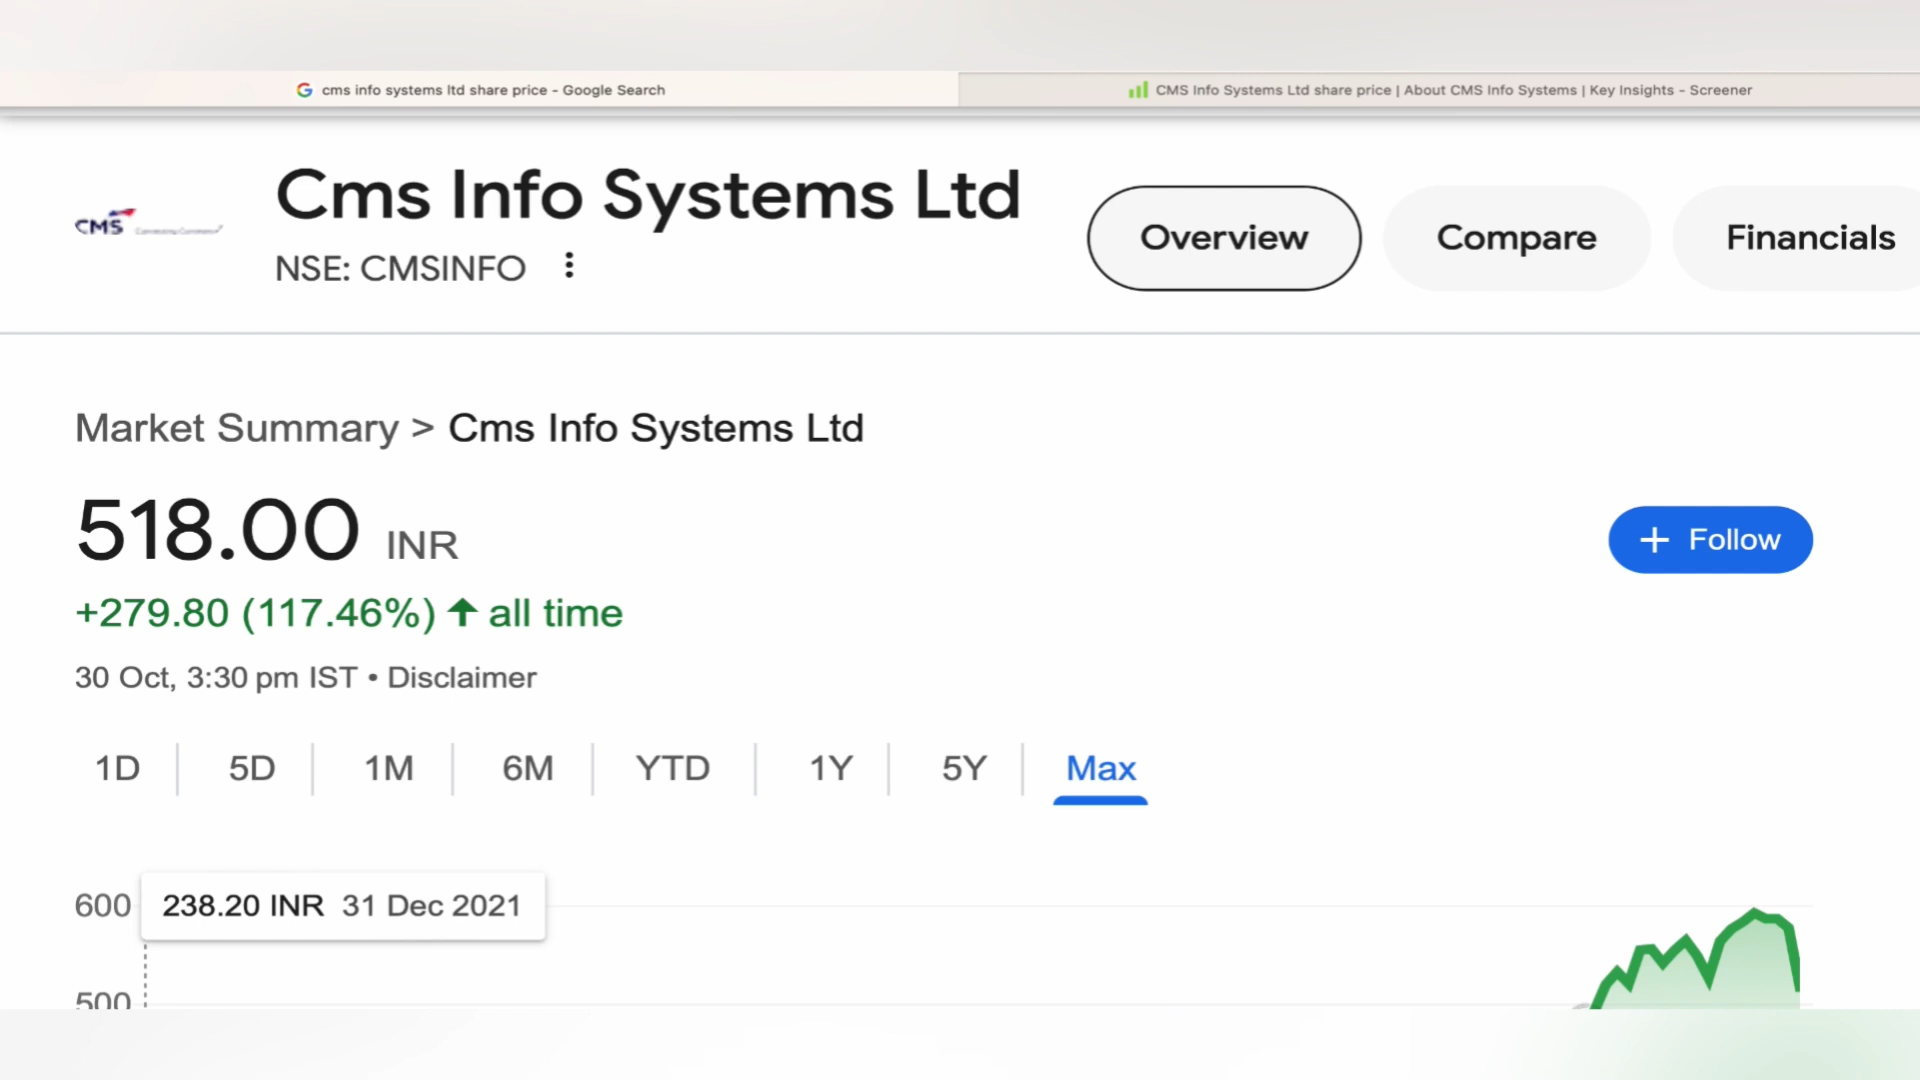 cms info systems ltd share price - Google Search
CMS Info Systems Ltd share price | About CMS Info Systems | Key Insights - Screener
CMS
Cms Info Systems Ltd
NSE: CMSINFO
Overview
Compare
Financials
Market Summary > Cms Info Systems Ltd
518.00 INR
+ Follow
+279.80 (117.46%) ↑ all time
30 Oct, 3:30 pm IST • Disclaimer
1D 5D 1M 6M YTD 1Y 5Y Max
600
238.20 INR 31 Dec 2021
500